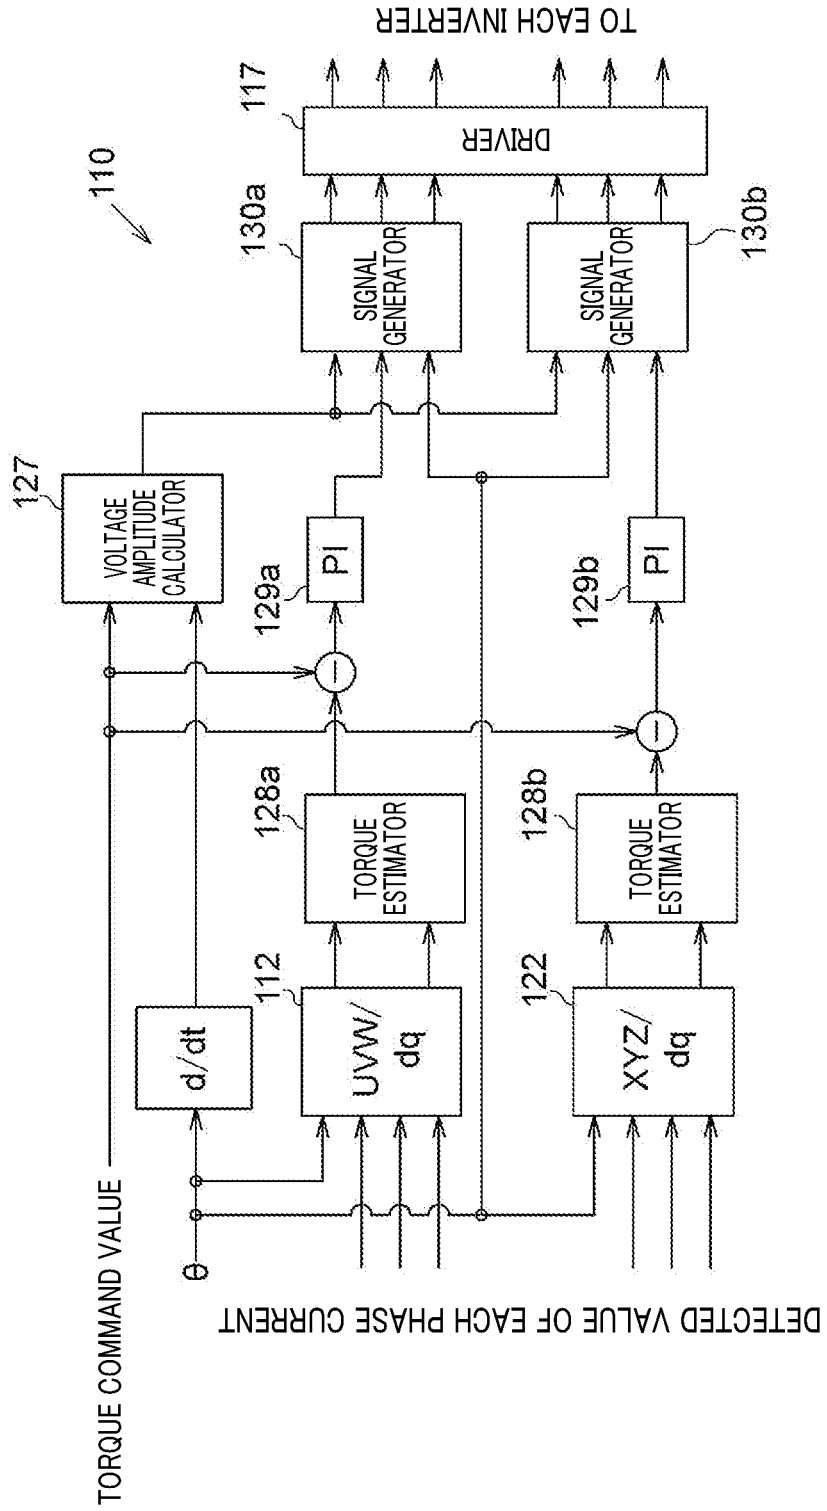 110
TORQUE COMMAND VALUE
θ
d/dt
127
VOLTAGE
AMPLITUDE
CALCULATOR
112
UVW/
dq
128a
TORQUE
ESTIMATOR
−
129a
PI
130a
SIGNAL
GENERATOR
117
DRIVER
TO EACH INVERTER
DETECTED VALUE OF EACH PHASE CURRENT
122
XYZ/
dq
128b
TORQUE
ESTIMATOR
−
129b
PI
130b
SIGNAL
GENERATOR